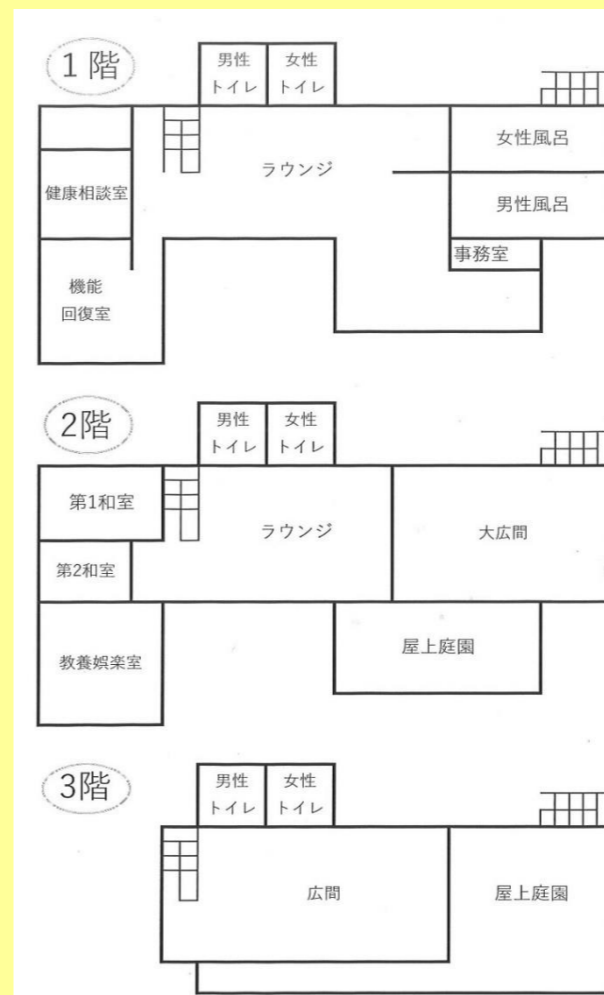 1階
男性
トイレ
女性
トイレ
女性風呂
ラウンジ
健康相談室
男性風呂
事務室
機能
回復室
2階
男性
トイレ
女性
トイレ
第1和室
ラウンジ
大広間
第2和室
屋上庭園
教養娯楽室
3階
男性
トイレ
女性
トイレ
広間
屋上庭園